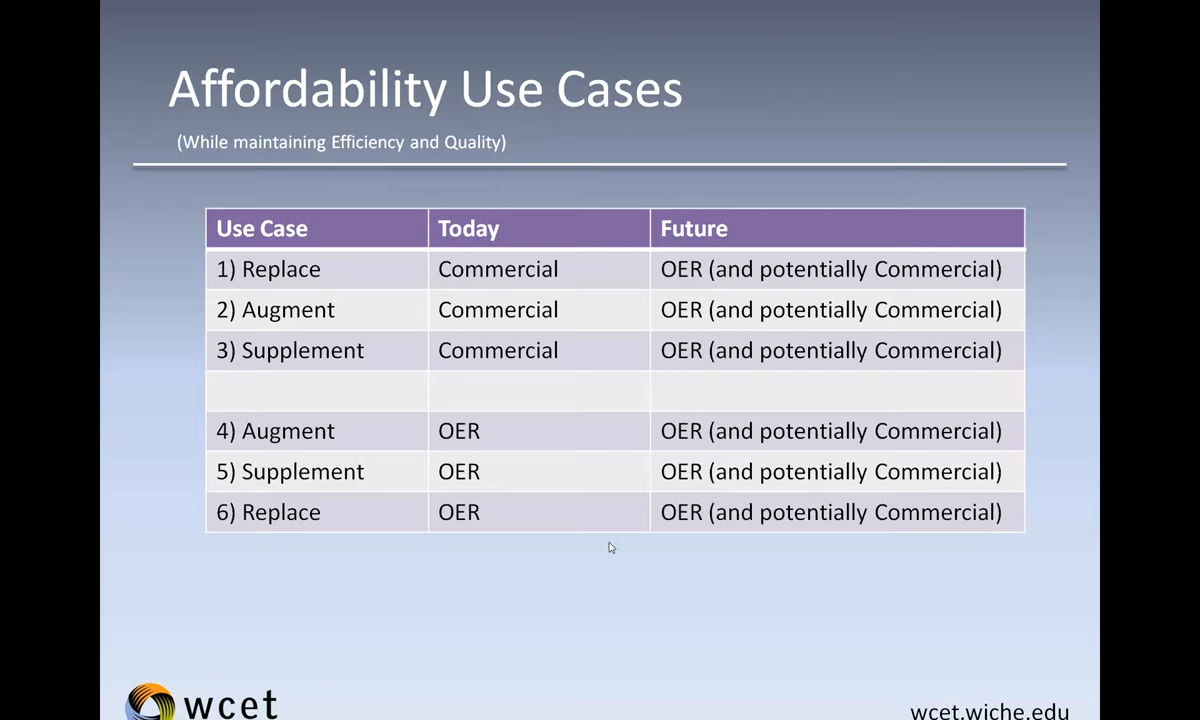 Affordability Use Cases
(While maintaining Efficiency and Quality)
Use Case Today Future
1) Replace Commercial OER (and potentially Commercial)
2) Augment Commercial OER (and potentially Commercial)
3) Supplement Commercial OER (and potentially Commercial)
4) Augment OER OER (and potentially Commercial)
5) Supplement OER OER (and potentially Commercial)
6) Replace OER OER (and potentially Commercial)
wcet wcet.wiche.edu